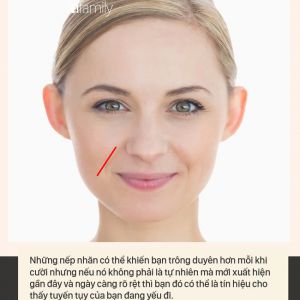 afamily
Những nếp nhăn có thể khiến bạn trông duyên hơn mỗi khi
cười nhưng nếu nó không phải là tự nhiên mà mới xuất hiện
gần đây và ngày càng rõ rệt thì bạn đó có thể là tín hiệu cho
thấy tuyến tụy của bạn đang yếu đi.